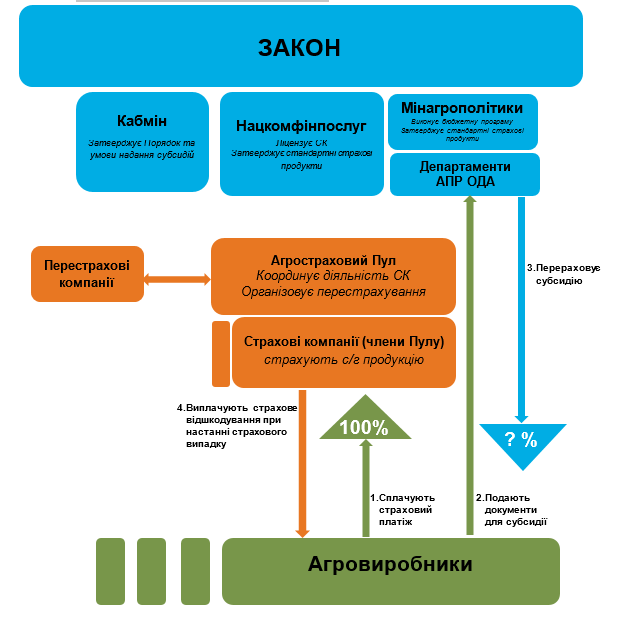 ЗАКОН
Кабмін
Затверджує Порядок та
умови надання субсидій
Нацкомфінпослуг
Ліцензує СК
Затверджує стандартні страхові
продукти
Мінагрополітики
Виконує бюджетну програму
Затверджує стандартні страхові
продукти
Департаменти
АПР ОДА
Перестрахові
компанії
Агростраховий Пул
Координує діяльність СК
Організовує перестрахування
Страхові компанії (члени Пулу)
страхують с/г продукцію
3.Перераховує
субсидію
4.Виплачують страхове
відшкодування при
настанні страхового
випадку
100%
? %
1.Сплачують
страховий
платіж
2.Подають
документи
для субсидії
Агровиробники